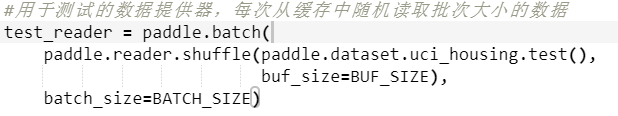 #用于测试的数据提供器，每次从缓存中随机读取批次大小的数据
test_reader = paddle.batch(
paddle.reader.shuffle(paddle.dataset.uci_housing.test(),
buf_size=BUF_SIZE),
batch_size=BATCH_SIZE)